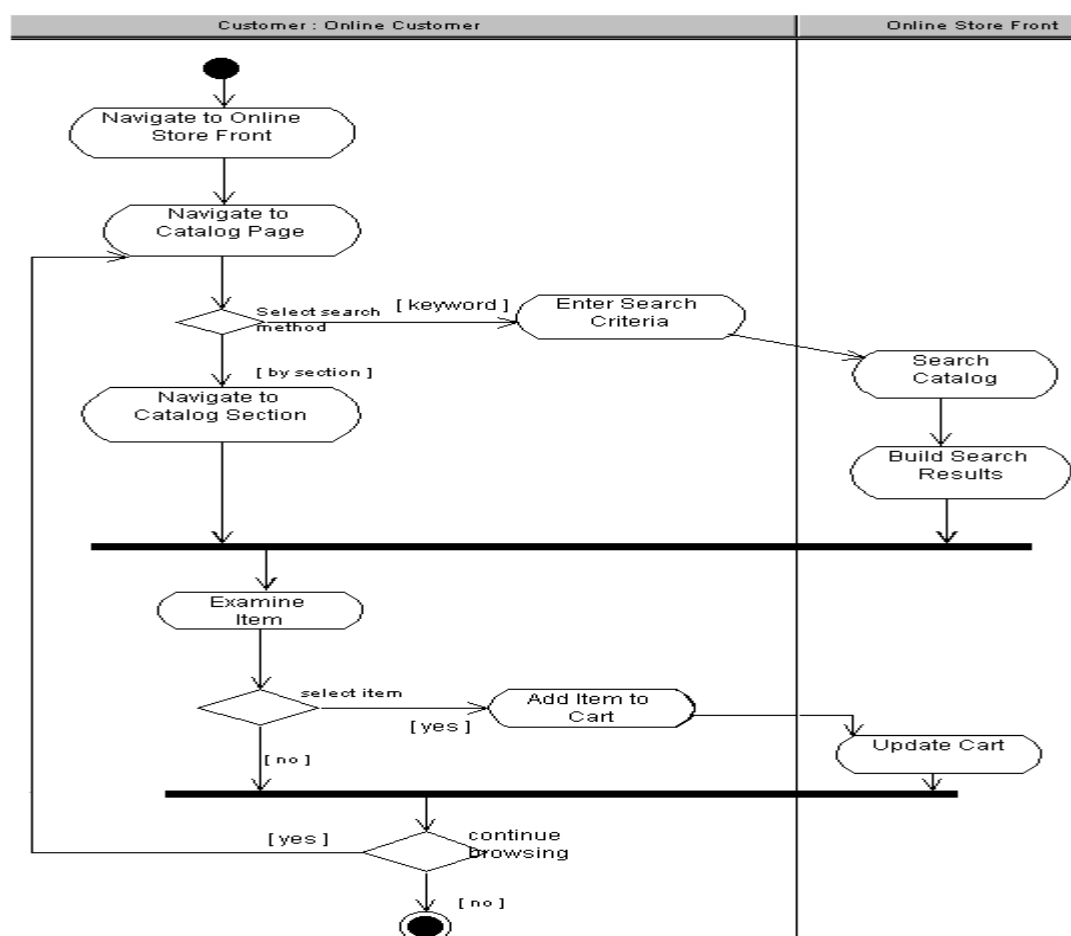 Customer : Online Customer
Online Store Front
Navigate to Online
Store Front
Navigate to
Catalog Page
Select search
method
[ keyword ]
Enter Search
Criteria
Search
Catalog
[ by section ]
Navigate to
Catalog Section
Build Search
Results
Examine
Item
select item
[ yes ]
Add Item to
Cart
Update Cart
[ no ]
continue
browsing
[ yes ]
[ no ]